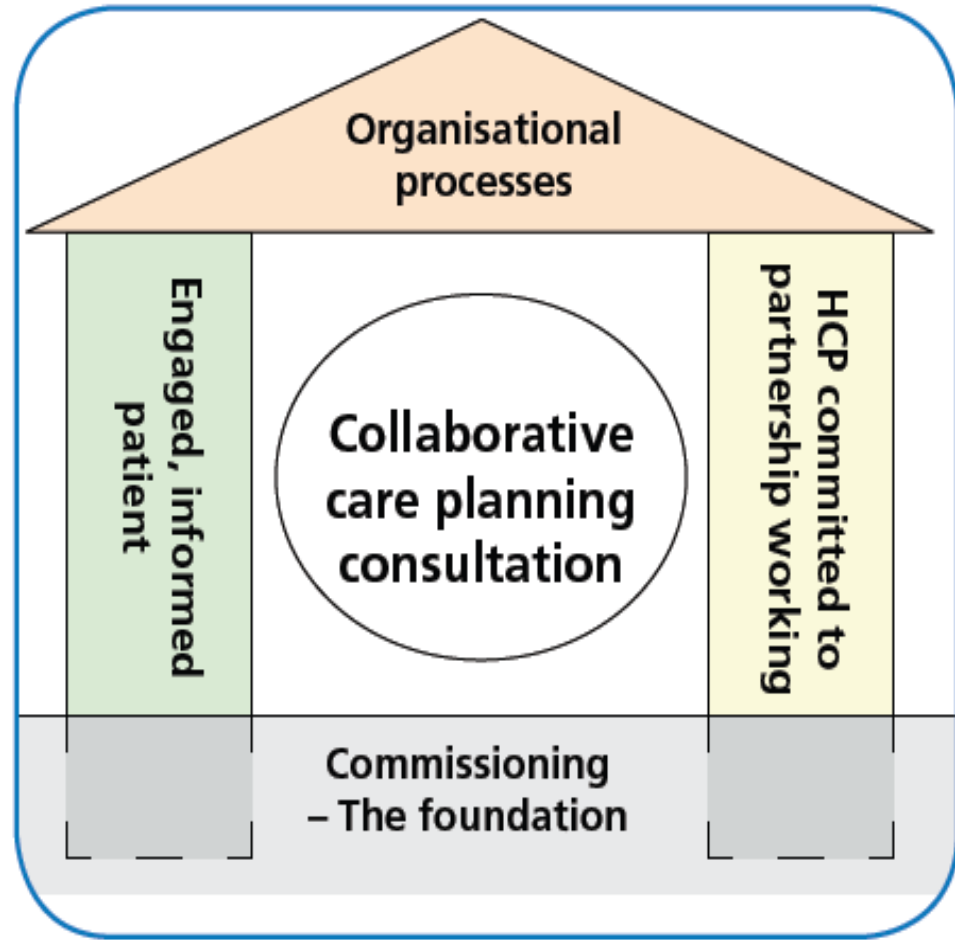 Organisational
processes
Engaged, informed
patient
Collaborative
care planning
consultation
HCP committed to
partnership working
Commissioning
– The foundation